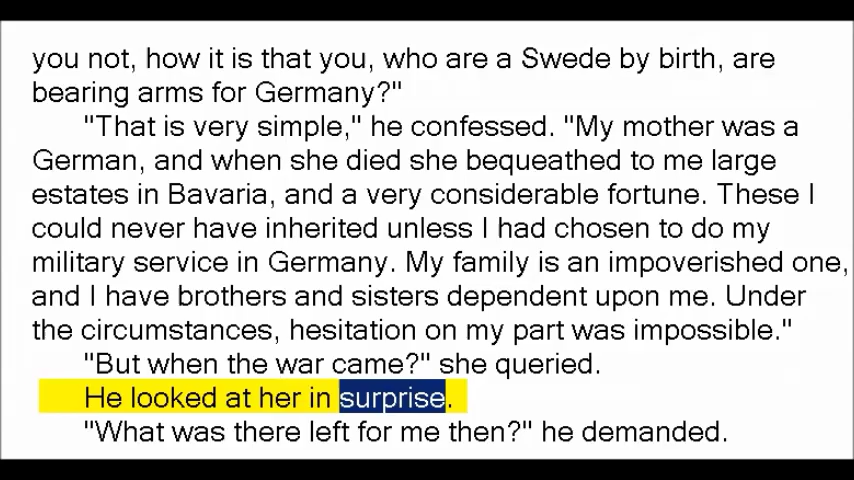 you not, how it is that you, who are a Swede by birth, are
bearing arms for Germany?"
"That is very simple," he confessed. "My mother was a
German, and when she died she bequeathed to me large
estates in Bavaria, and a very considerable fortune. These I
could never have inherited unless I had chosen to do my
military service in Germany. My family is an impoverished one,
and I have brothers and sisters dependent upon me. Under
the circumstances, hesitation on my part was impossible."
"But when the war came?" she queried.
He looked at her in surprise.
"What was there left for me then?" he demanded.